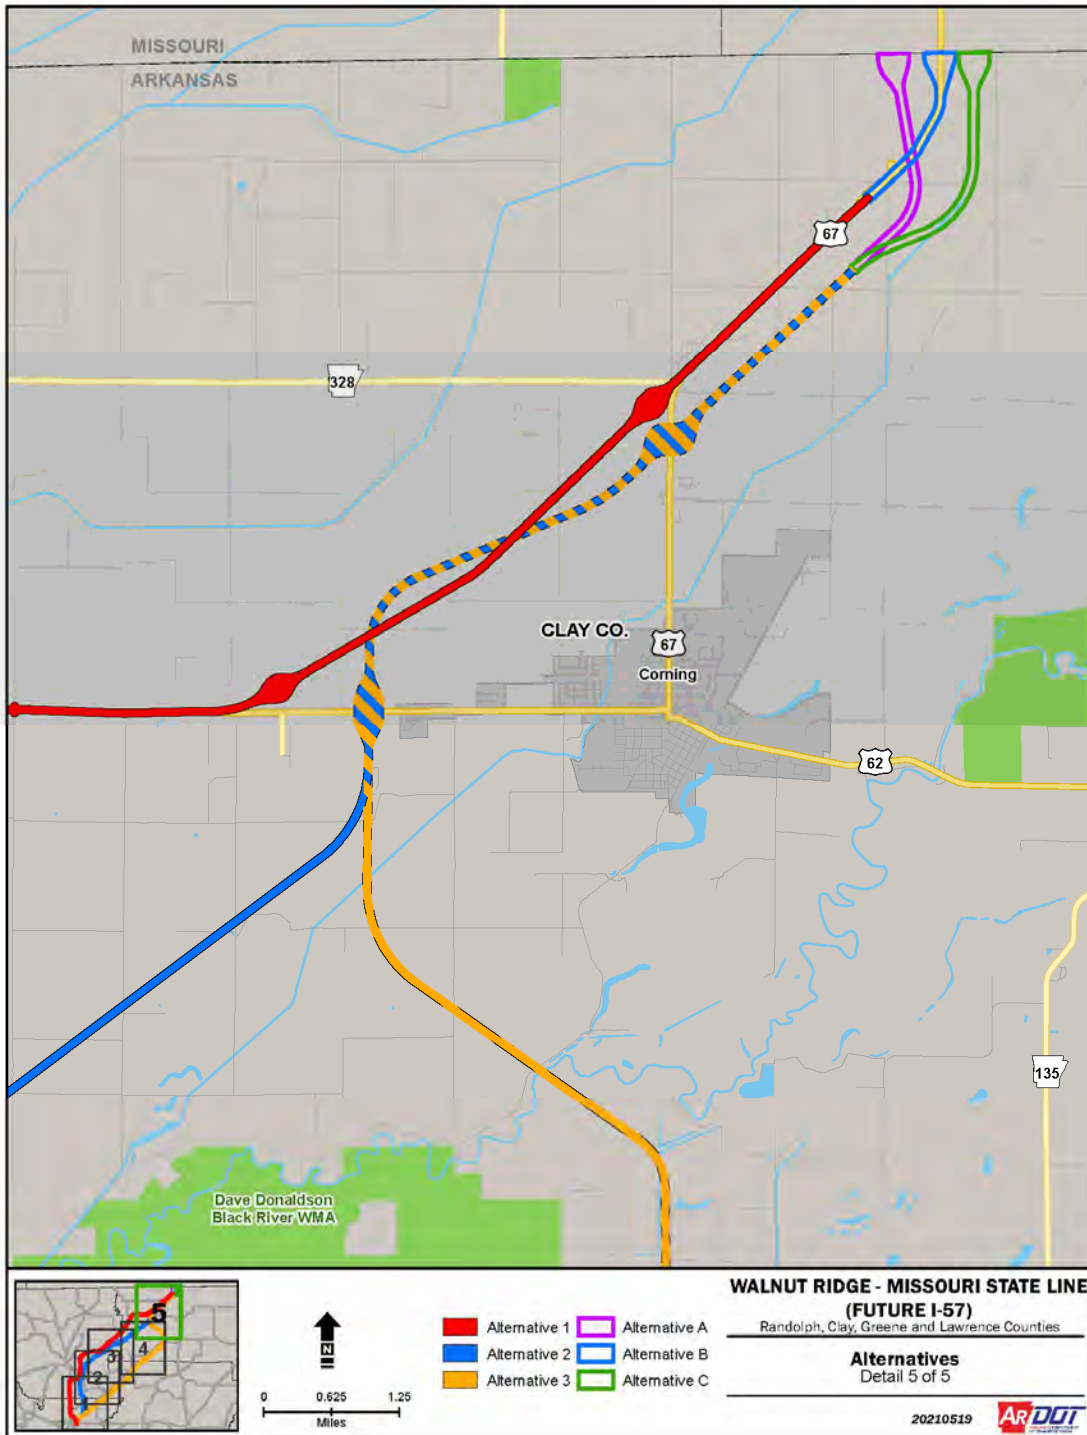 MISSOURI
ARKANSAS
67
328
CLAY CO.
67
Corning
62
135
Dave Donaldson
Black River WMA
5
4
3
2
N
0 0.625 1.25
Miles
Alternative 1
Alternative 2
Alternative 3
Alternative A
Alternative B
Alternative C
WALNUT RIDGE - MISSOURI STATE LINE
(FUTURE I-57)
Randolph, Clay, Greene and Lawrence Counties
Alternatives
Detail 5 of 5
20210519
ARDOT